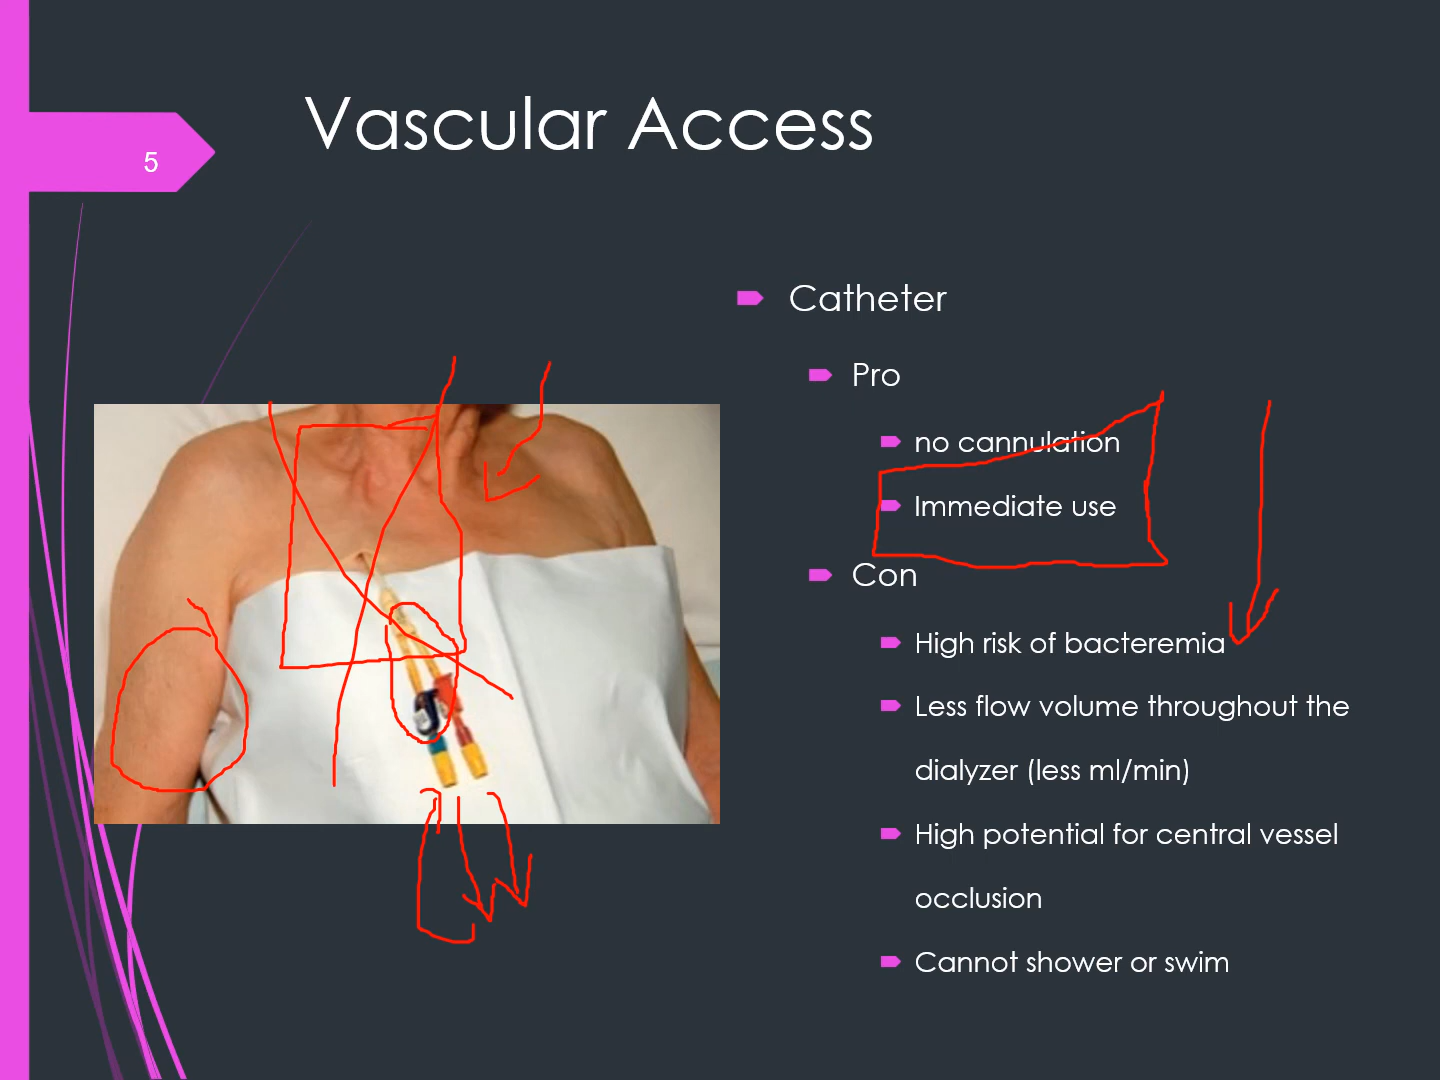 Vascular Access
5
Catheter
Pro
no cannulation
Immediate use
Con
High risk of bacteremia
Less flow volume throughout the
dialyzer (less ml/min)
High potential for central vessel
occlusion
Cannot shower or swim